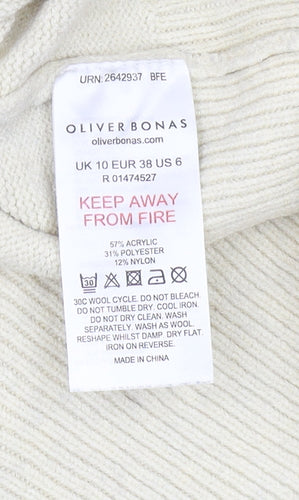 URN: 2642937 BFE
OLIVER BONAS
oliverbonas.com
UK 10 EUR 38 US 6
R 01474527
KEEP AWAY
FROM FIRE
57% ACRYLIC
31% POLYESTER
12% NYLON
30
30C WOOL CYCLE. DO NOT BLEACH.
DO NOT TUMBLE DRY. COOL IRON.
DO NOT DRY CLEAN. WASH
SEPARATELY. WASH AS WOOL.
RESHAPE WHILST DAMP. DRY FLAT.
IRON ON REVERSE.
MADE IN CHINA